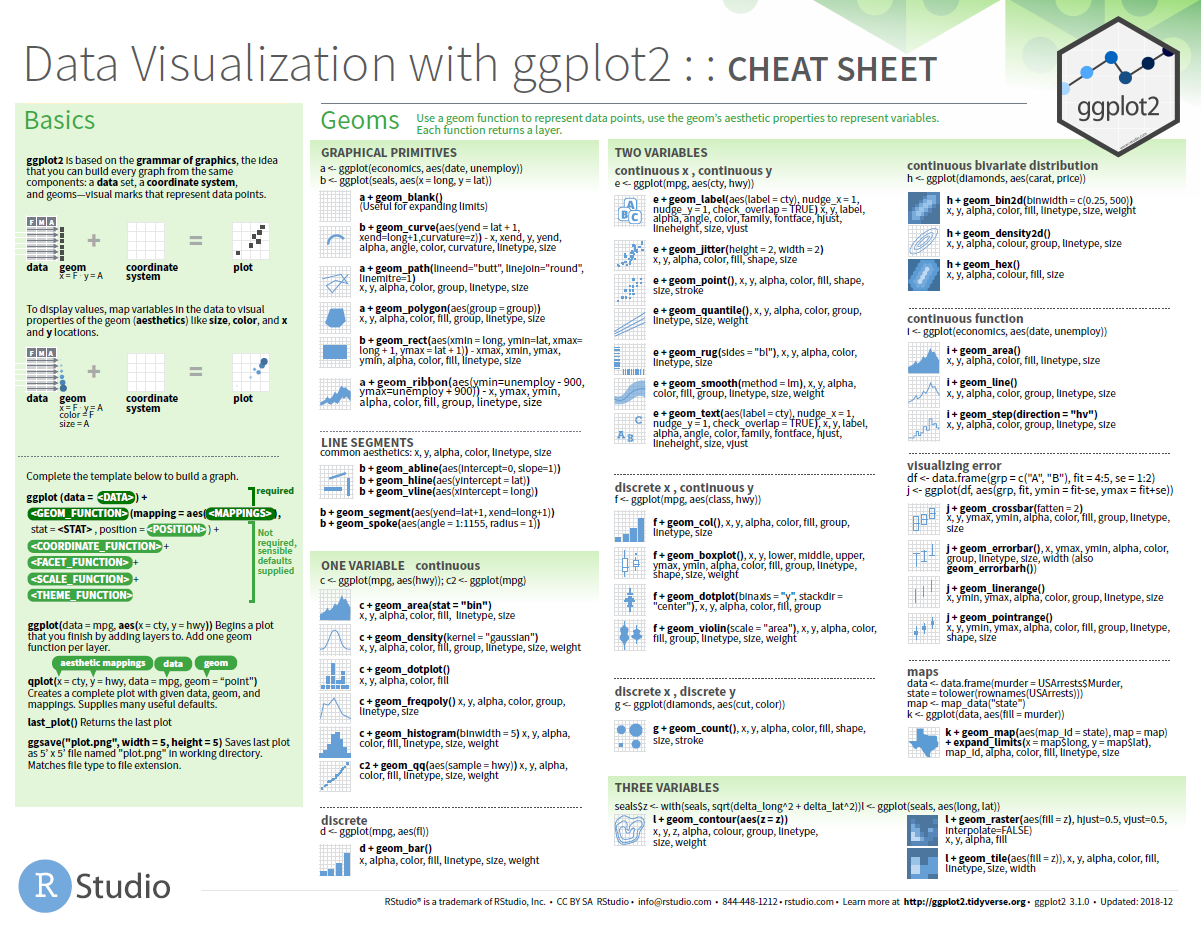 Data Visualization with ggplot2 : : CHEAT SHEET
ggplot2
Basics
ggplot2 is based on the grammar of graphics, the idea
that you can build every graph from the same
components: a data set, a coordinate system,
and geoms—visual marks that represent data points.
F M A
+
=
data geom
x = F · y = A
coordinate
system
plot
To display values, map variables in the data to visual
properties of the geom (aesthetics) like size, color, and x
and y locations.
F M A
+
=
data geom
x = F · y = A
color = F
size = A
coordinate
system
plot
Complete the template below to build a graph.
required
ggplot (data = <DATA>) +
<GEOM_FUNCTION>(mapping = aes(<MAPPINGS>),
stat = <STAT> , position = <POSITION>) +
<COORDINATE_FUNCTION> +
<FACET_FUNCTION> +
<SCALE_FUNCTION> +
<THEME_FUNCTION>
Not
required,
sensible
defaults
supplied
ggplot(data = mpg, aes(x = cty, y = hwy)) Begins a plot
that you finish by adding layers to. Add one geom
function per layer.
aesthetic mappings data geom
qplot(x = cty, y = hwy, data = mpg, geom = “point")
Creates a complete plot with given data, geom, and
mappings. Supplies many useful defaults.
last_plot() Returns the last plot
ggsave("plot.png", width = 5, height = 5) Saves last plot
as 5’ x 5’ file named "plot.png" in working directory.
Matches file type to file extension.
Geoms
Use a geom function to represent data points, use the geom’s aesthetic properties to represent variables.
Each function returns a layer.
GRAPHICAL PRIMITIVES
a <- ggplot(economics, aes(date, unemploy))
b <- ggplot(seals, aes(x = long, y = lat))
a + geom_blank()
(Useful for expanding limits)
b + geom_curve(aes(yend = lat + 1,
xend=long+1,curvature=z)) - x, xend, y, yend,
alpha, angle, color, curvature, linetype, size
a + geom_path(lineend="butt", linejoin="round",
linemitre=1)
x, y, alpha, color, group, linetype, size
a + geom_polygon(aes(group = group))
x, y, alpha, color, fill, group, linetype, size
b + geom_rect(aes(xmin = long, ymin=lat, xmax=
long + 1, ymax = lat + 1)) - xmax, xmin, ymax,
ymin, alpha, color, fill, linetype, size
a + geom_ribbon(aes(ymin=unemploy - 900,
ymax=unemploy + 900)) - x, ymax, ymin,
alpha, color, fill, group, linetype, size
LINE SEGMENTS
common aesthetics: x, y, alpha, color, linetype, size
b + geom_abline(aes(intercept=0, slope=1))
b + geom_hline(aes(yintercept = lat))
b + geom_vline(aes(xintercept = long))
b + geom_segment(aes(yend=lat+1, xend=long+1))
b + geom_spoke(aes(angle = 1:1155, radius = 1))
ONE VARIABLE continuous
c <- ggplot(mpg, aes(hwy)); c2 <- ggplot(mpg)
c + geom_area(stat = "bin")
x, y, alpha, color, fill, linetype, size
c + geom_density(kernel = "gaussian")
x, y, alpha, color, fill, group, linetype, size, weight
c + geom_dotplot()
x, y, alpha, color, fill
c + geom_freqpoly() x, y, alpha, color, group,
linetype, size
c + geom_histogram(binwidth = 5) x, y, alpha,
color, fill, linetype, size, weight
c2 + geom_qq(aes(sample = hwy)) x, y, alpha,
color, fill, linetype, size, weight
discrete
d <- ggplot(mpg, aes(fl))
d + geom_bar()
x, alpha, color, fill, linetype, size, weight
TWO VARIABLES
continuous x , continuous y
e <- ggplot(mpg, aes(cty, hwy))
A
B C
e + geom_label(aes(label = cty), nudge_x = 1,
nudge_y = 1, check_overlap = TRUE) x, y, label,
alpha, angle, color, family, fontface, hjust,
lineheight, size, vjust
e + geom_jitter(height = 2, width = 2)
x, y, alpha, color, fill, shape, size
e + geom_point(), x, y, alpha, color, fill, shape,
size, stroke
e + geom_quantile(), x, y, alpha, color, group,
linetype, size, weight
e + geom_rug(sides = "bl"), x, y, alpha, color,
linetype, size
e + geom_smooth(method = lm), x, y, alpha,
color, fill, group, linetype, size, weight
A B C
e + geom_text(aes(label = cty), nudge_x = 1,
nudge_y = 1, check_overlap = TRUE), x, y, label,
alpha, angle, color, family, fontface, hjust,
lineheight, size, vjust
discrete x , continuous y
f <- ggplot(mpg, aes(class, hwy))
f + geom_col(), x, y, alpha, color, fill, group,
linetype, size
f + geom_boxplot(), x, y, lower, middle, upper,
ymax, ymin, alpha, color, fill, group, linetype,
shape, size, weight
f + geom_dotplot(binaxis = "y", stackdir =
"center"), x, y, alpha, color, fill, group
f + geom_violin(scale = "area"), x, y, alpha, color,
fill, group, linetype, size, weight
discrete x , discrete y
g <- ggplot(diamonds, aes(cut, color))
g + geom_count(), x, y, alpha, color, fill, shape,
size, stroke
continuous bivariate distribution
h <- ggplot(diamonds, aes(carat, price))
h + geom_bin2d(binwidth = c(0.25, 500))
x, y, alpha, color, fill, linetype, size, weight
h + geom_density2d()
x, y, alpha, colour, group, linetype, size
h + geom_hex()
x, y, alpha, colour, fill, size
continuous function
i <- ggplot(economics, aes(date, unemploy))
i + geom_area()
x, y, alpha, color, fill, linetype, size
i + geom_line()
x, y, alpha, color, group, linetype, size
i + geom_step(direction = "hv")
x, y, alpha, color, group, linetype, size
visualizing error
df <- data.frame(grp = c("A", "B"), fit = 4:5, se = 1:2)
j <- ggplot(df, aes(grp, fit, ymin = fit-se, ymax = fit+se))
j + geom_crossbar(fatten = 2)
x, y, ymax, ymin, alpha, color, fill, group, linetype,
size
j + geom_errorbar(), x, ymax, ymin, alpha, color,
group, linetype, size, width (also
geom_errorbarh())
j + geom_linerange()
x, ymin, ymax, alpha, color, group, linetype, size
j + geom_pointrange()
x, y, ymin, ymax, alpha, color, fill, group, linetype,
shape, size
maps
data <- data.frame(murder = USArrests$Murder,
state = tolower(rownames(USArrests)))
map <- map_data("state")
k <- ggplot(data, aes(fill = murder))
k + geom_map(aes(map_id = state), map = map)
+ expand_limits(x = map$long, y = map$lat),
map_id, alpha, color, fill, linetype, size
THREE VARIABLES
seals$z <- with(seals, sqrt(delta_long^2 + delta_lat^2))l <- ggplot(seals, aes(long, lat))
l + geom_contour(aes(z = z))
x, y, z, alpha, colour, group, linetype,
size, weight
l + geom_raster(aes(fill = z), hjust=0.5, vjust=0.5,
interpolate=FALSE)
x, y, alpha, fill
l + geom_tile(aes(fill = z)), x, y, alpha, color, fill,
linetype, size, width
R Studio
RStudio® is a trademark of RStudio, Inc. • CC BY SA RStudio • info@rstudio.com • 844-448-1212 • rstudio.com • Learn more at http://ggplot2.tidyverse.org • ggplot2 3.1.0 • Updated: 2018-12